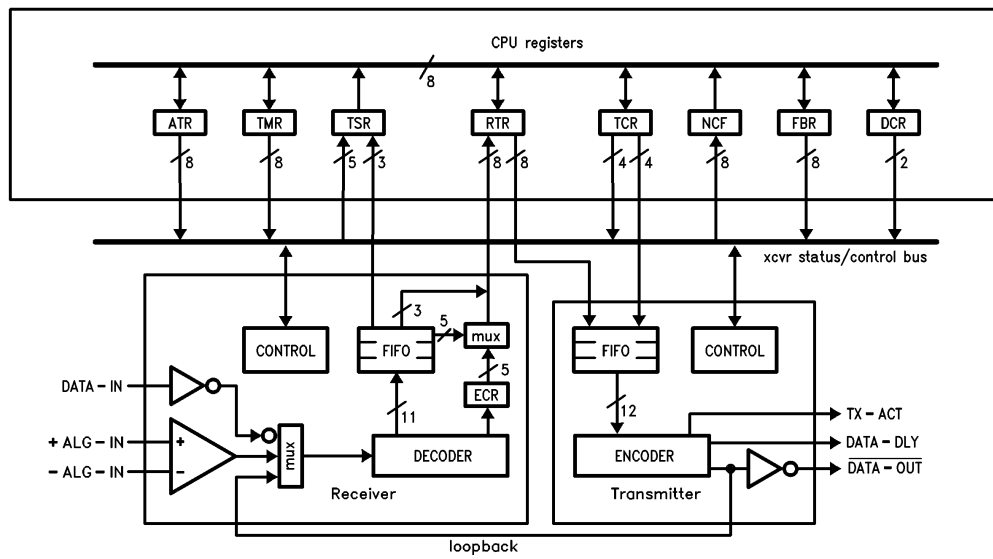 CPU registers
8
ATR TMR TSR RTR TCR NCF FBR DCR
8 8 5 3 8 8 4 4 8 8 2
xcvr status/control bus
3
5
CONTROL FIFO mux FIFO CONTROL
5
DATA-IN ECR
11 12
+ALG-IN + TX-ACT
mux DECODER ENCODER DATA-DLY
-ALG-IN - DATA-OUT
Receiver Transmitter
loopback